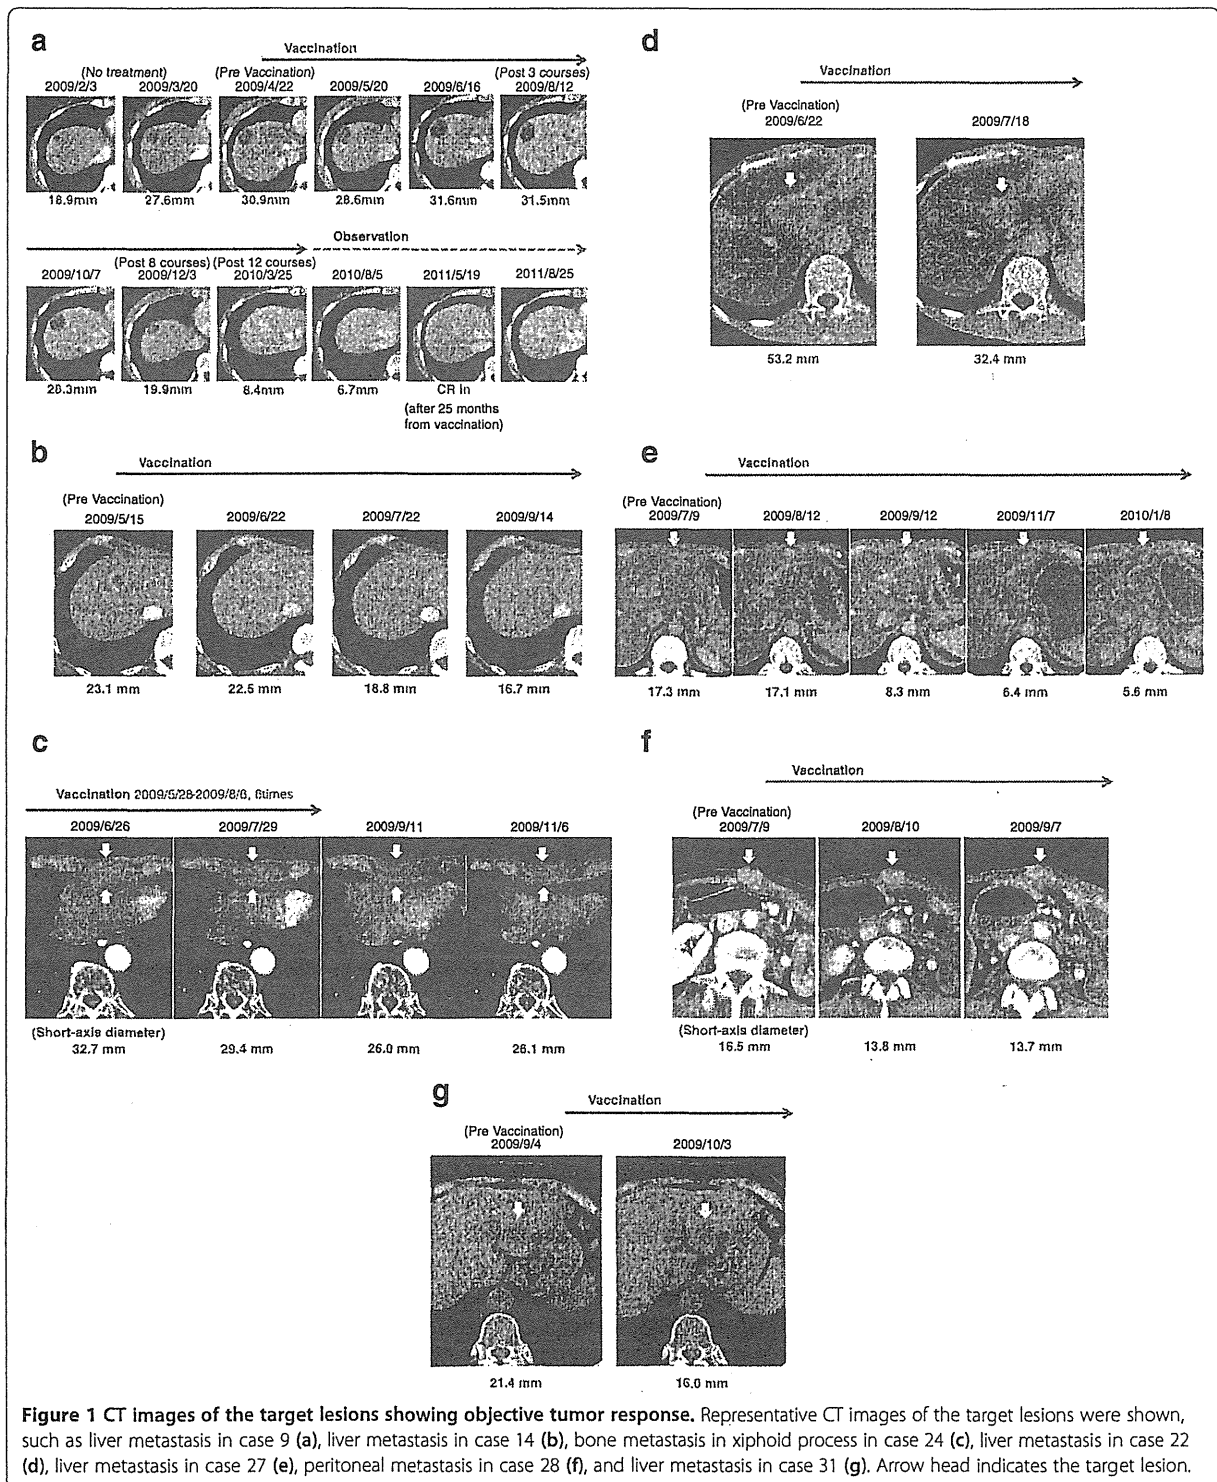 a
Vaccination
(No treatment) (Pre Vaccination) (Post 3 courses)
2009/2/3 2009/3/20 2009/4/22 2009/5/20 2009/6/16 2009/8/12
18.9mm 27.6mm 30.9mm 28.6mm 31.6mm 31.5mm
Observation
(Post 8 courses) (Post 12 courses)
2009/10/7 2009/12/3 2010/3/25 2010/8/5 2011/5/19 2011/8/25
28.3mm 19.9mm 8.4mm 6.7mm CR in
(after 25 months
from vaccination)
b
Vaccination
(Pre Vaccination)
2009/5/15 2009/6/22 2009/7/22 2009/9/14
23.1 mm 22.5 mm 18.8 mm 16.7 mm
c
Vaccination 2009/5/28-2009/8/6, 6times
2009/6/26 2009/7/29 2009/9/11 2009/11/6
(Short-axis diameter)
32.7 mm 29.4 mm 26.0 mm 26.1 mm
d
Vaccination
(Pre Vaccination)
2009/6/22 2009/7/18
53.2 mm 32.4 mm
e
Vaccination
(Pre Vaccination)
2009/7/9 2009/8/12 2009/9/12 2009/11/7 2010/1/8
17.3 mm 17.1 mm 8.3 mm 6.4 mm 5.6 mm
f
Vaccination
(Pre Vaccination)
2009/7/9 2009/8/10 2009/9/7
(Short-axis diameter)
16.5 mm 13.8 mm 13.7 mm
g
Vaccination
(Pre Vaccination)
2009/9/4 2009/10/3
21.4 mm 16.0 mm
Figure 1 CT images of the target lesions showing objective tumor response. Representative CT images of the target lesions were shown,
such as liver metastasis in case 9 (a), liver metastasis in case 14 (b), bone metastasis in xiphoid process in case 24 (c), liver metastasis in case 22
(d), liver metastasis in case 27 (e), peritoneal metastasis in case 28 (f), and liver metastasis in case 31 (g). Arrow head indicates the target lesion.